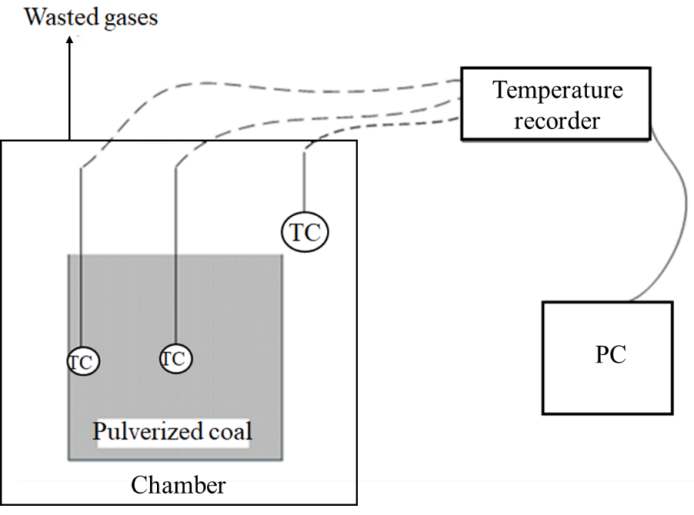 Wasted gases
Temperature
recorder
TC
TC
TC
PC
Pulverized coal
Chamber